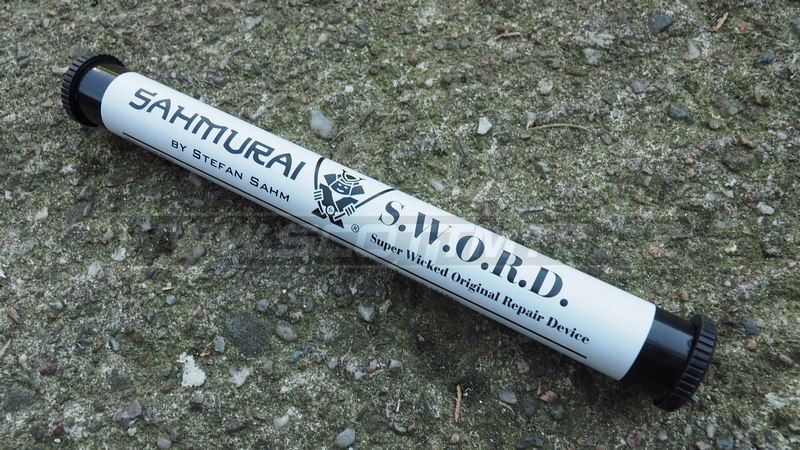 SAHMURAI
BY STEFAN SAHM
®
S.W.O.R.D.
Super Wicked Original Repair Device